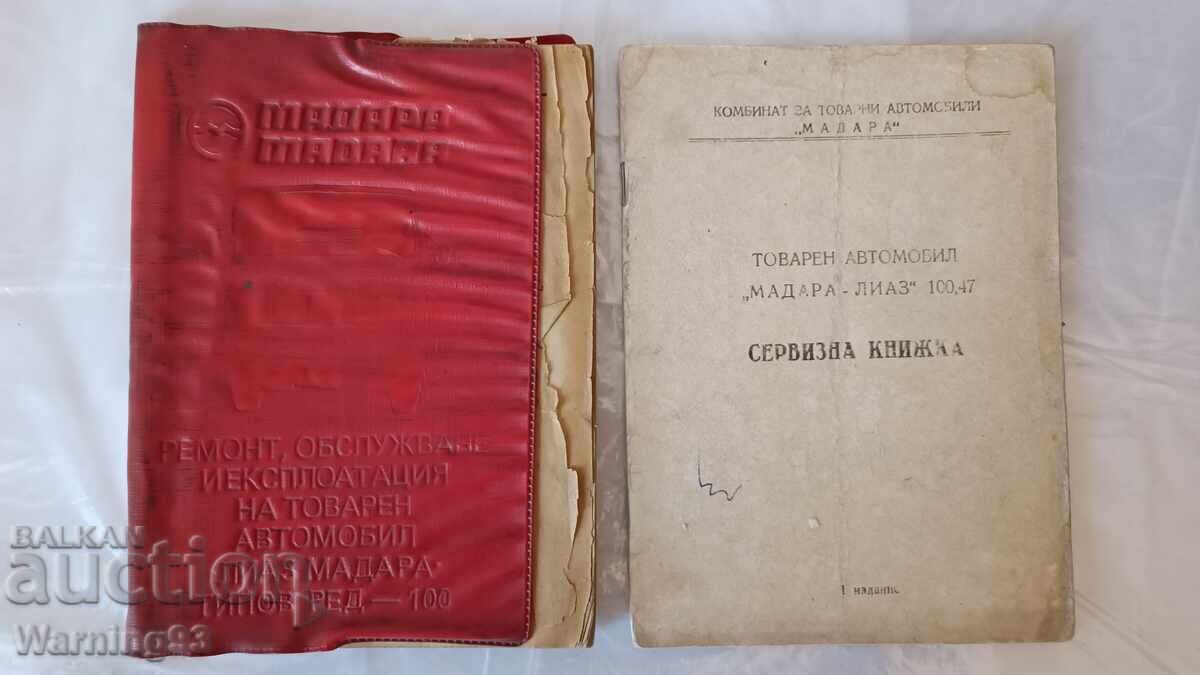 МАДАРА
MADARA
РЕМОНТ, ОБСЛУЖВАНЕ
И ЕКСПЛОАТАЦИЯ
НА ТОВАРЕН
АВТОМОБИЛ
ЛИАЗ МАДАРА
ТИПОВ РЕД — 100
КОМБИНАТ ЗА ТОВАРНИ АВТОМОБИЛИ
„МАДАРА“
ТОВАРЕН АВТОМОБИЛ
„МАДАРА - ЛИАЗ“ 100,47
СЕРВИЗНА КНИЖКА
I издание
BALKAN
auction
Warning93